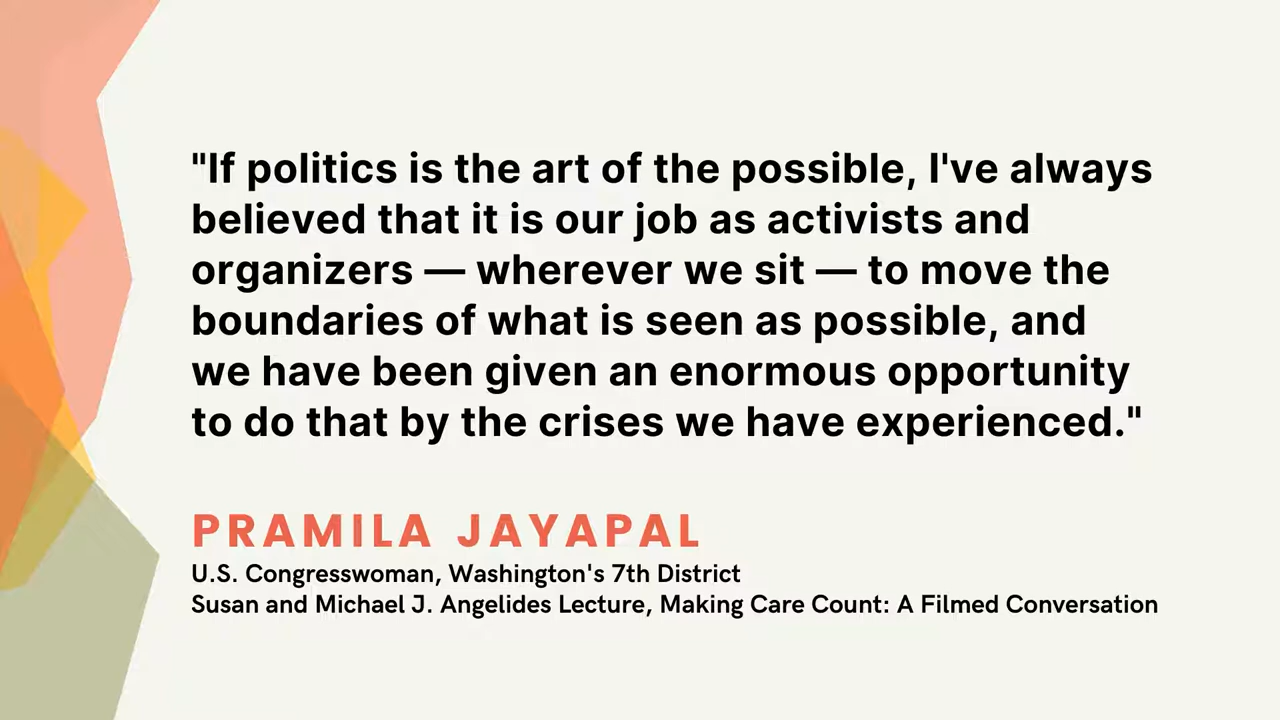 "If politics is the art of the possible, I've always
believed that it is our job as activists and
organizers — wherever we sit — to move the
boundaries of what is seen as possible, and
we have been given an enormous opportunity
to do that by the crises we have experienced."
PRAMILA JAYAPAL
U.S. Congresswoman, Washington's 7th District
Susan and Michael J. Angelides Lecture, Making Care Count: A Filmed Conversation